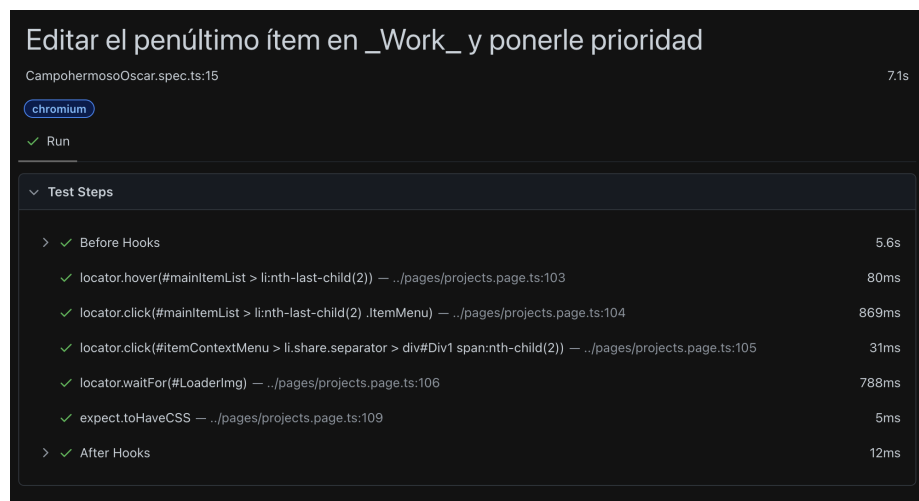 Editar el penúltimo ítem en _Work_ y ponerle prioridad
CampohermosoOscar.spec.ts:15 7.1s
chromium
Run
Test Steps
Before Hooks 5.6s
locator.hover(#mainItemList > li:nth-last-child(2)) — ../pages/projects.page.ts:103 80ms
locator.click(#mainItemList > li:nth-last-child(2) .ItemMenu) — ../pages/projects.page.ts:104 869ms
locator.click(#itemContextMenu > li.share.separator > div#Div1 span:nth-child(2)) — ../pages/projects.page.ts:105 31ms
locator.waitFor(#LoaderImg) — ../pages/projects.page.ts:106 788ms
expect.toHaveCSS — ../pages/projects.page.ts:109 5ms
After Hooks 12ms